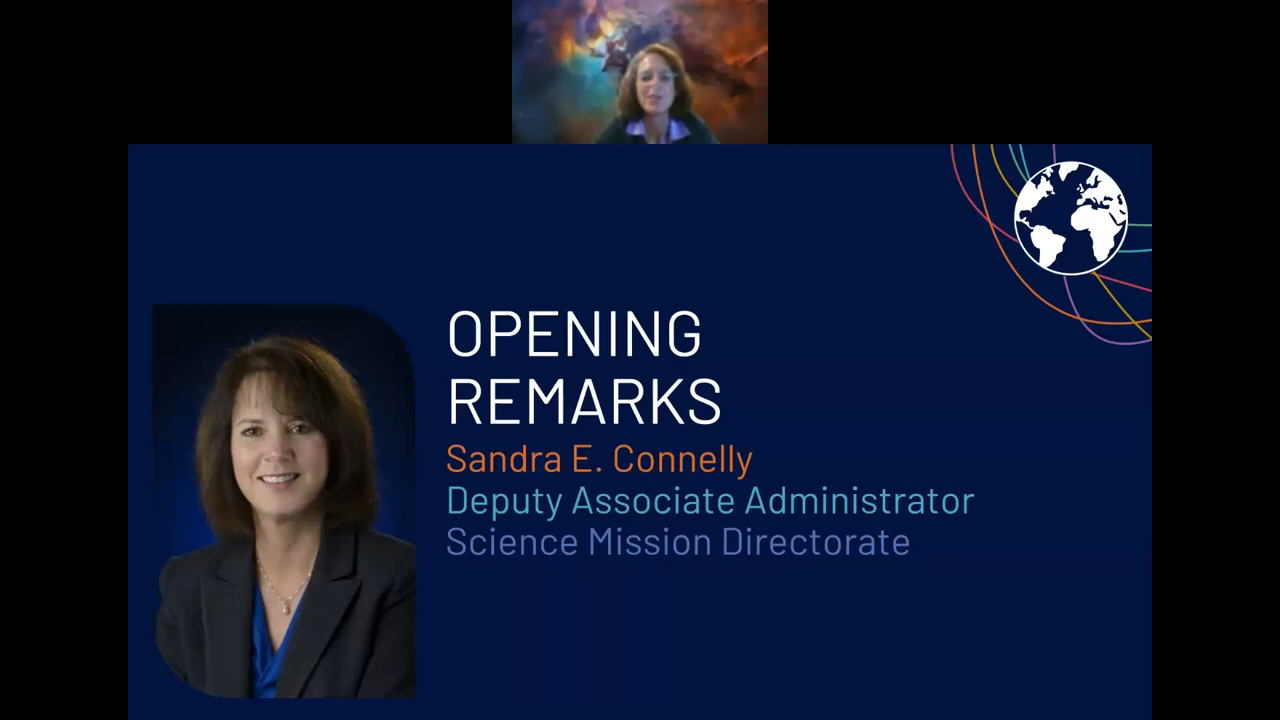 OPENING
REMARKS
Sandra E. Connelly
Deputy Associate Administrator
Science Mission Directorate